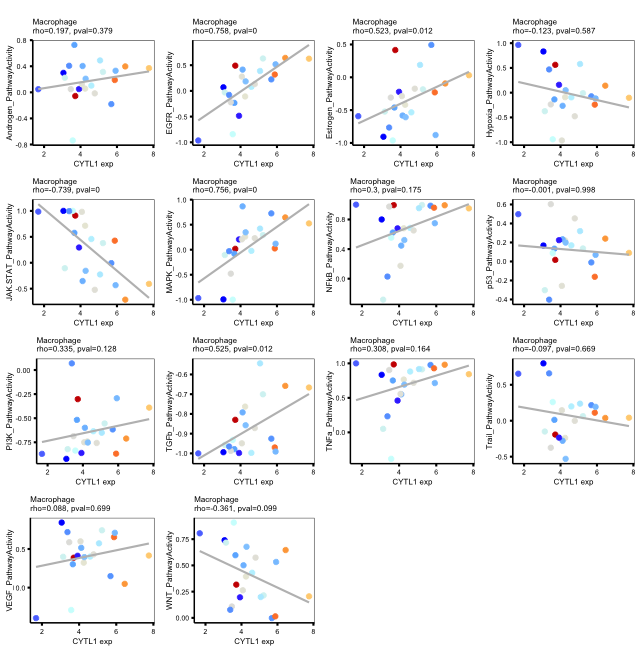 Macrophage
rho=0.197, pval=0.379
Androgen_PathwayActivity
0.8
0.4
0.0
-0.4
-0.8
2
4
6
8
CYTL1 exp
Macrophage
rho=0.758, pval=0
EGFR_PathwayActivity
0.5
0.0
-0.5
-1.0
2
4
6
8
CYTL1 exp
Macrophage
rho=0.523, pval=0.012
Estrogen_PathwayActivity
0.5
0.0
-0.5
-1.0
2
4
6
8
CYTL1 exp
Macrophage
rho=-0.123, pval=0.587
Hypoxia_PathwayActivity
1.0
0.5
0.0
-0.5
-1.0
2
4
6
8
CYTL1 exp
Macrophage
rho=-0.739, pval=0
JAK.STAT_PathwayActivity
1.0
0.5
0.0
-0.5
2
4
6
8
CYTL1 exp
Macrophage
rho=0.756, pval=0
MAPK_PathwayActivity
1.0
0.5
0.0
-0.5
-1.0
2
4
6
8
CYTL1 exp
Macrophage
rho=0.3, pval=0.175
NFkB_PathwayActivity
1.0
0.5
0.0
2
4
6
8
CYTL1 exp
Macrophage
rho=-0.001, pval=0.998
p53_PathwayActivity
0.6
0.4
0.2
0.0
-0.2
-0.4
2
4
6
8
CYTL1 exp
Macrophage
rho=0.335, pval=0.128
PI3K_PathwayActivity
0.00
-0.25
-0.50
-0.75
2
4
6
8
CYTL1 exp
Macrophage
rho=0.525, pval=0.012
TGFb_PathwayActivity
-0.6
-0.7
-0.8
-0.9
-1.0
2
4
6
8
CYTL1 exp
Macrophage
rho=0.308, pval=0.164
TNFa_PathwayActivity
1.0
0.5
0.0
2
4
6
8
CYTL1 exp
Macrophage
rho=-0.097, pval=0.669
Trail_PathwayActivity
0.5
0.0
-0.5
2
4
6
8
CYTL1 exp
Macrophage
rho=0.088, pval=0.699
VEGF_PathwayActivity
0.5
0.0
2
4
6
8
CYTL1 exp
Macrophage
rho=-0.361, pval=0.099
WNT_PathwayActivity
0.75
0.50
0.25
0.00
2
4
6
8
CYTL1 exp